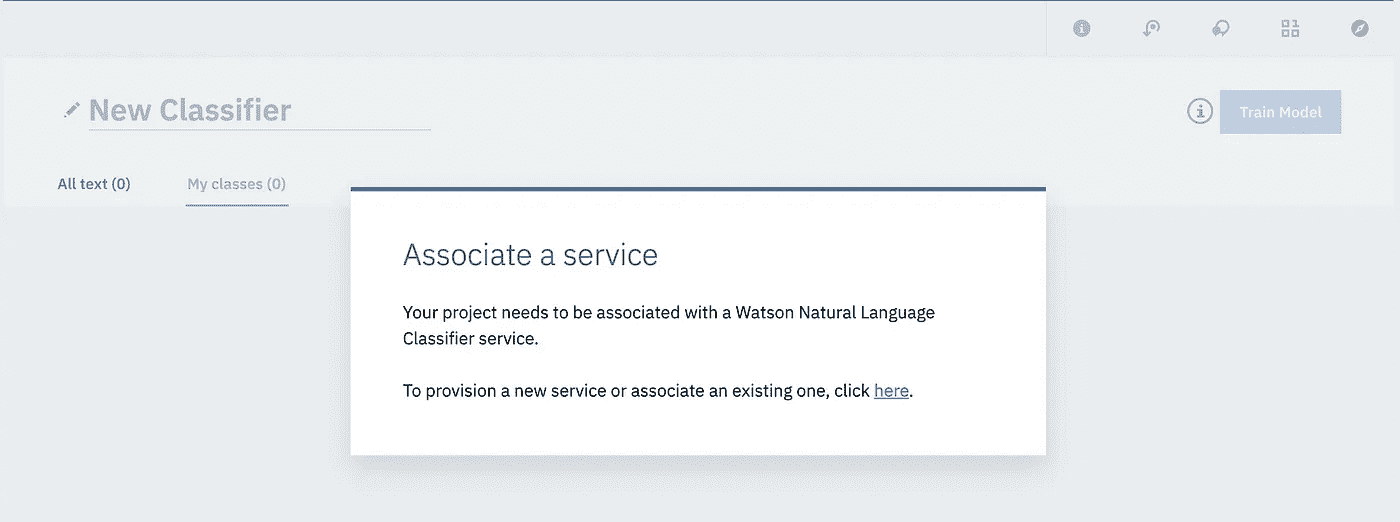 New Classifier
Train Model
All text (0)
My classes (0)
Associate a service
Your project needs to be associated with a Watson Natural Language
Classifier service.
To provision a new service or associate an existing one, click here.